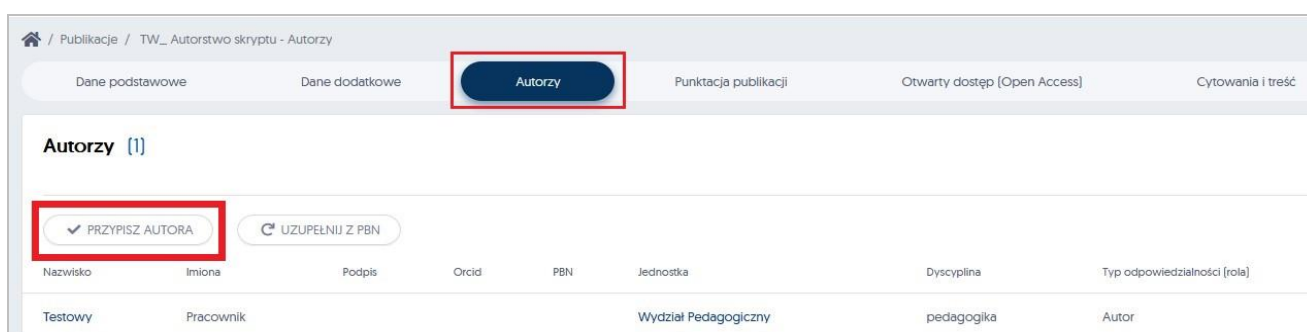 / Publikacje / TW_ Autorstwo skryptu - Autorzy
Dane podstawowe Dane dodatkowe Autorzy Punktacja publikacji Otwarty dostęp (Open Access) Cytowania i treść
Autorzy (1)
PRZYPISZ AUTORA UZUPEŁNIJ Z PBN
Nazwisko Imiona Podpis Orcid PBN Jednostka Dyscyplina Typ odpowiedzialności (rola)
Testowy Pracownik Wydział Pedagogiczny pedagogika Autor